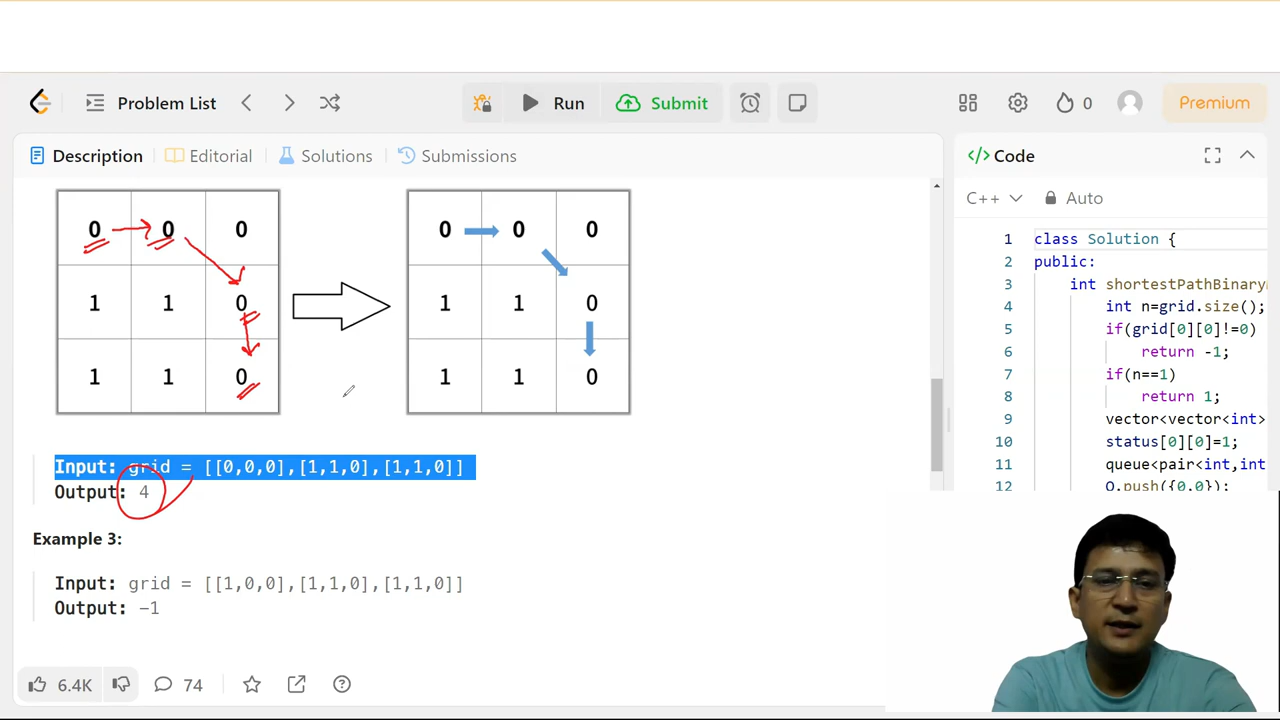 Problem List
Run
Submit
0
Premium
Description
Editorial
Solutions
Submissions
</> Code
C++
Auto
0 0 0
1 1 0
1 1 0
0 0 0
1 1 0
1 1 0
Input: grid = [[0,0,0],[1,1,0],[1,1,0]]
Output: 4
Example 3:
Input: grid = [[1,0,0],[1,1,0],[1,1,0]]
Output: -1
6.4K
74
1 class Solution {
2 public:
3 int shortestPathBinary
4 int n=grid.size();
5 if(grid[0][0]!=0)
6 return -1;
7 if(n==1)
8 return 1;
9 vector<vector<int>
10 status[0][0]=1;
11 queue<pair<int,int
12 Q.push({0,0});